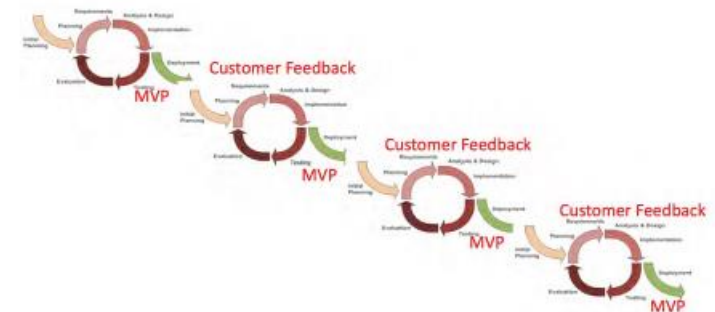 Requirements
Analysis & Design
Planning
Implementation
Initial
Planning
Deployment
Evaluation
Testing
MVP
Customer Feedback
Requirements
Analysis & Design
Planning
Implementation
Initial
Planning
Deployment
Evaluation
Testing
MVP
Customer Feedback
Requirements
Analysis & Design
Planning
Implementation
Initial
Planning
Deployment
Evaluation
Testing
MVP
Customer Feedback
Requirements
Analysis & Design
Planning
Implementation
Initial
Planning
Deployment
Evaluation
Testing
MVP